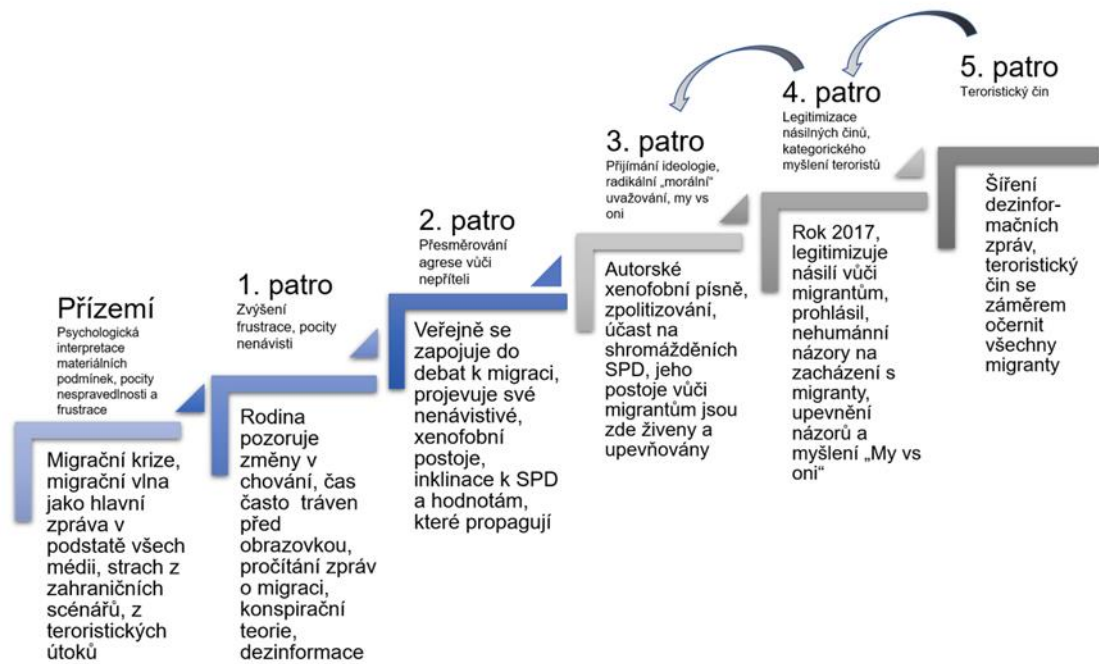 Přízemí
Psychologická
interpretace
materiálních
podmínek, pocity
nespravedlnosti a
frustrace
Migrační krize,
migrační vlna
jako hlavní
zpráva v
podstatě všech
médii, strach z
zahraničních
scénářů, z
teroristických
útoků
1. patro
Zvýšení
frustrace, pocity
nenávisti
Rodina
pozoruje
změny v
chování, čas
často tráven
před
obrazovkou,
pročítání zpráv
o migraci,
konspirační
teorie,
dezinformace
2. patro
Přesměrování
agrese vůči
nepříteli
Veřejně se
zapojuje do
debat k migraci,
projevuje své
nenávistivé,
xenofobní
postoje,
inklinace k SPD
a hodnotám,
které propagují
3. patro
Přijímání ideologie,
radikální „morální“
uvažování, my vs
oni
Autorské
xenofobní písně,
zpolitizování,
účast na
shromážděních
SPD, jeho
postoje vůči
migrantům jsou
zde živeny a
upevňovány
4. patro
Legitimizace
násilných činů,
kategorického
myšlení teroristů
Rok 2017,
legitimizuje
násilí vůči
migrantům,
prohlásil,
nehumánní
názory na
zacházení s
migranty,
upevnění
názorů a
myšlení „My vs
oni“
5. patro
Teroristický čin
Šíření
dezinfor-
mačních
zpráv,
teroristický
čin se
záměrem
očernit
všechny
migranty